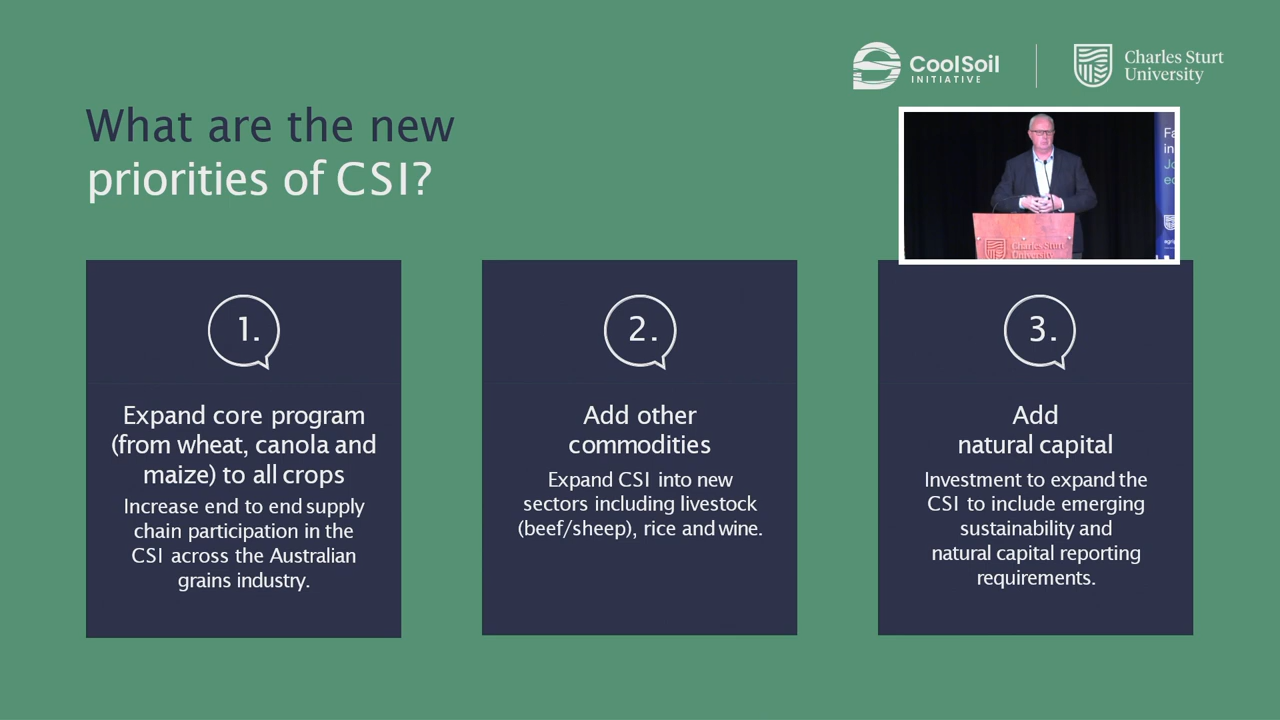 CoolSoil
INITIATIVE
Charles Sturt
University
What are the new
priorities of CSI?
Charles Sturt
University
1.
Expand core program
(from wheat, canola and
maize) to all crops
Increase end to end supply
chain participation in the
CSI across the Australian
grains industry.
2.
Add other
commodities
Expand CSI into new
sectors including livestock
(beef/sheep), rice and wine.
3.
Add
natural capital
Investment to expand the
CSI to include emerging
sustainability and
natural capital reporting
requirements.